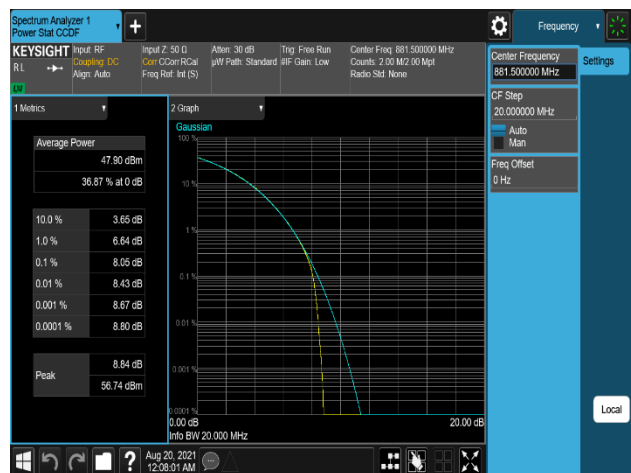 Spectrum Analyzer 1
Power Stat CCDF
Frequency
KEYSIGHT
RL
Input: RF
Coupling: DC
Align: Auto
Input Z: 50 Ω
Corr CCorr RCal
Freq Ref: Int (S)
Atten: 30 dB
µW Path: Standard
Trig: Free Run
#IF Gain: Low
Center Freq: 881.500000 MHz
Counts: 2.00 M/2.00 Mpt
Radio Std: None
LXI
Center Frequency
881.500000 MHz
Settings
CF Step
20.000000 MHz
Auto
Man
Freq Offset
0 Hz
1 Metrics
Average Power
47.90 dBm
36.87 % at 0 dB
10.0 % 3.65 dB
1.0 % 6.64 dB
0.1 % 8.05 dB
0.01 % 8.43 dB
0.001 % 8.67 dB
0.0001 % 8.80 dB
Peak
8.84 dB
56.74 dBm
2 Graph
Gaussian
100 %
10 %
1 %
0.1 %
0.01 %
0.001 %
0.0001 %
0.00 dB
20.00 dB
Info BW 20.000 MHz
Local
?
Aug 20, 2021
12:08:01 AM